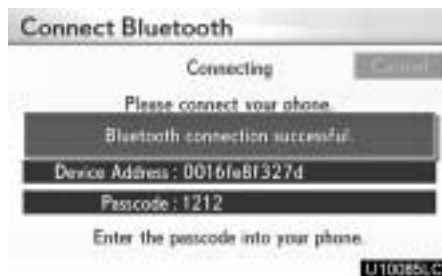 Connect Bluetooth
Connecting
Cancel
Please connect your phone.
Bluetooth connection successful.
Device Address : 0016fe8f327d
Passcode : 1212
Enter the passcode into your phone.
U10085LC